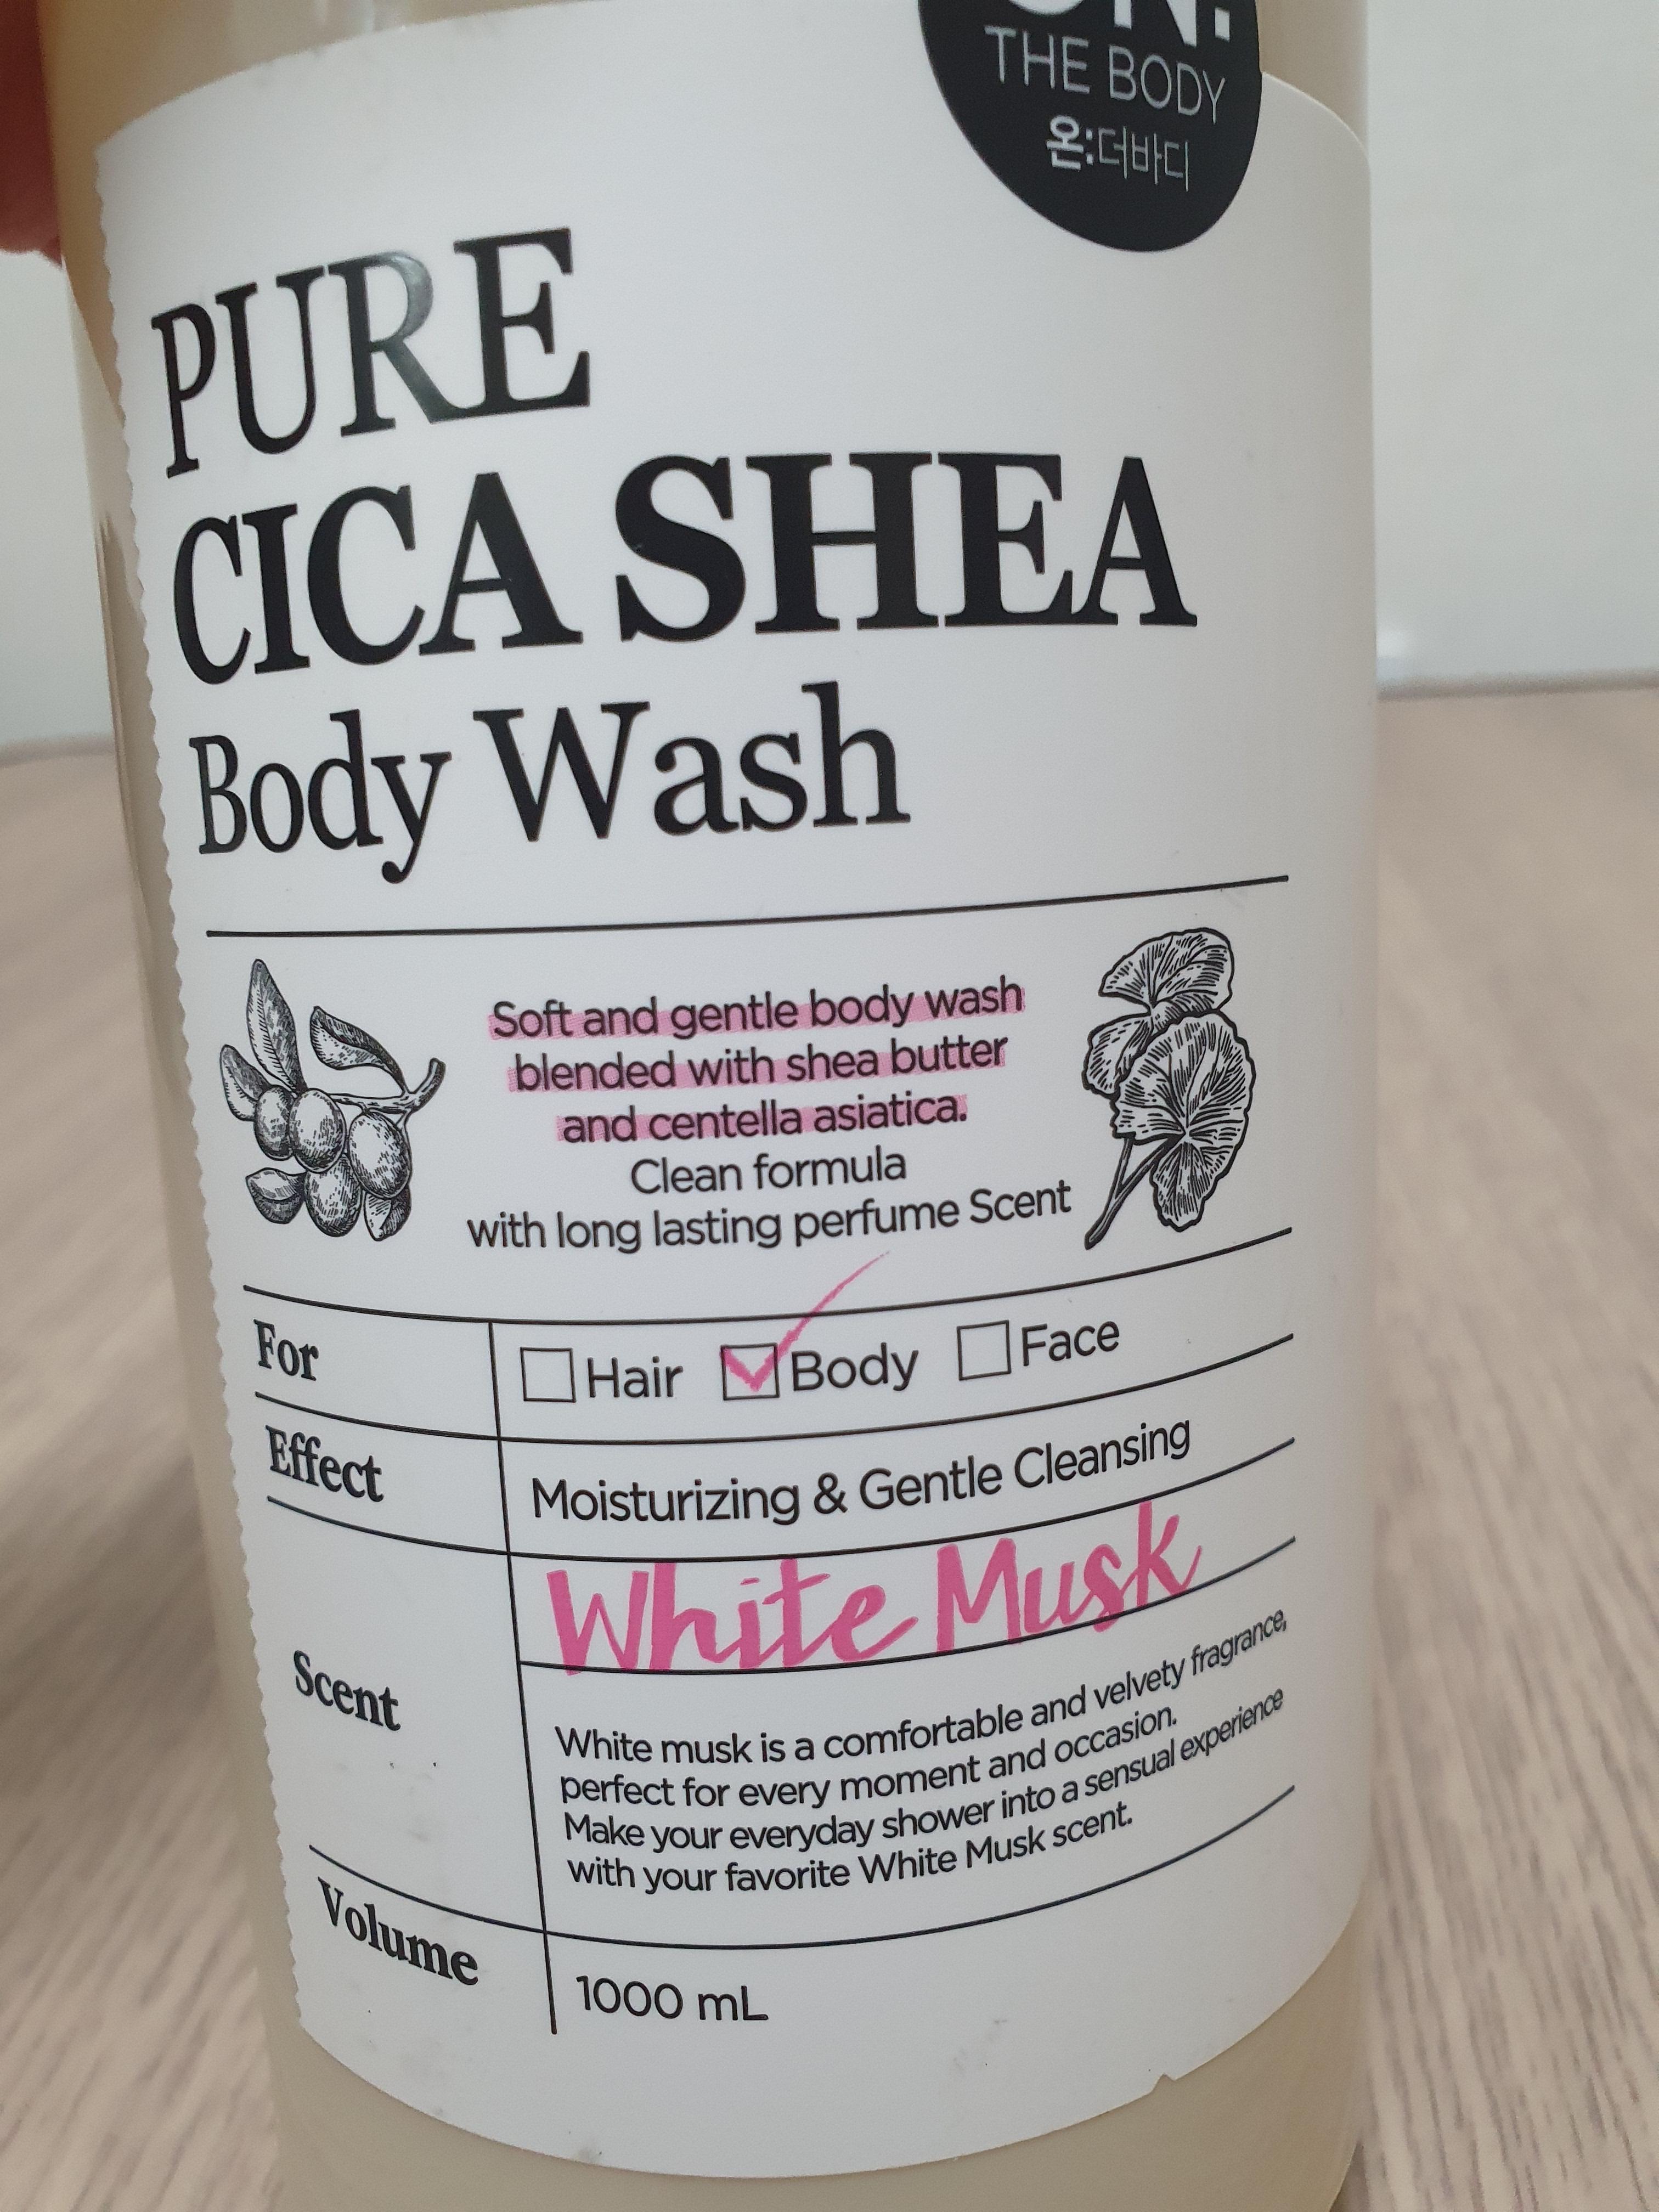 ON:
THE BODY
온:더바디
PURE
CICA SHEA
Body Wash
Soft and gentle body wash
blended with shea butter
and centella asiatica.
Clean formula
with long lasting perfume Scent
For
Hair Body Face
Effect
Moisturizing & Gentle Cleansing
Scent
White Musk
White musk is a comfortable and velvety fragrance,
perfect for every moment and occasion.
Make your everyday shower into a sensual experience
with your favorite White Musk scent.
Volume
1000 mL